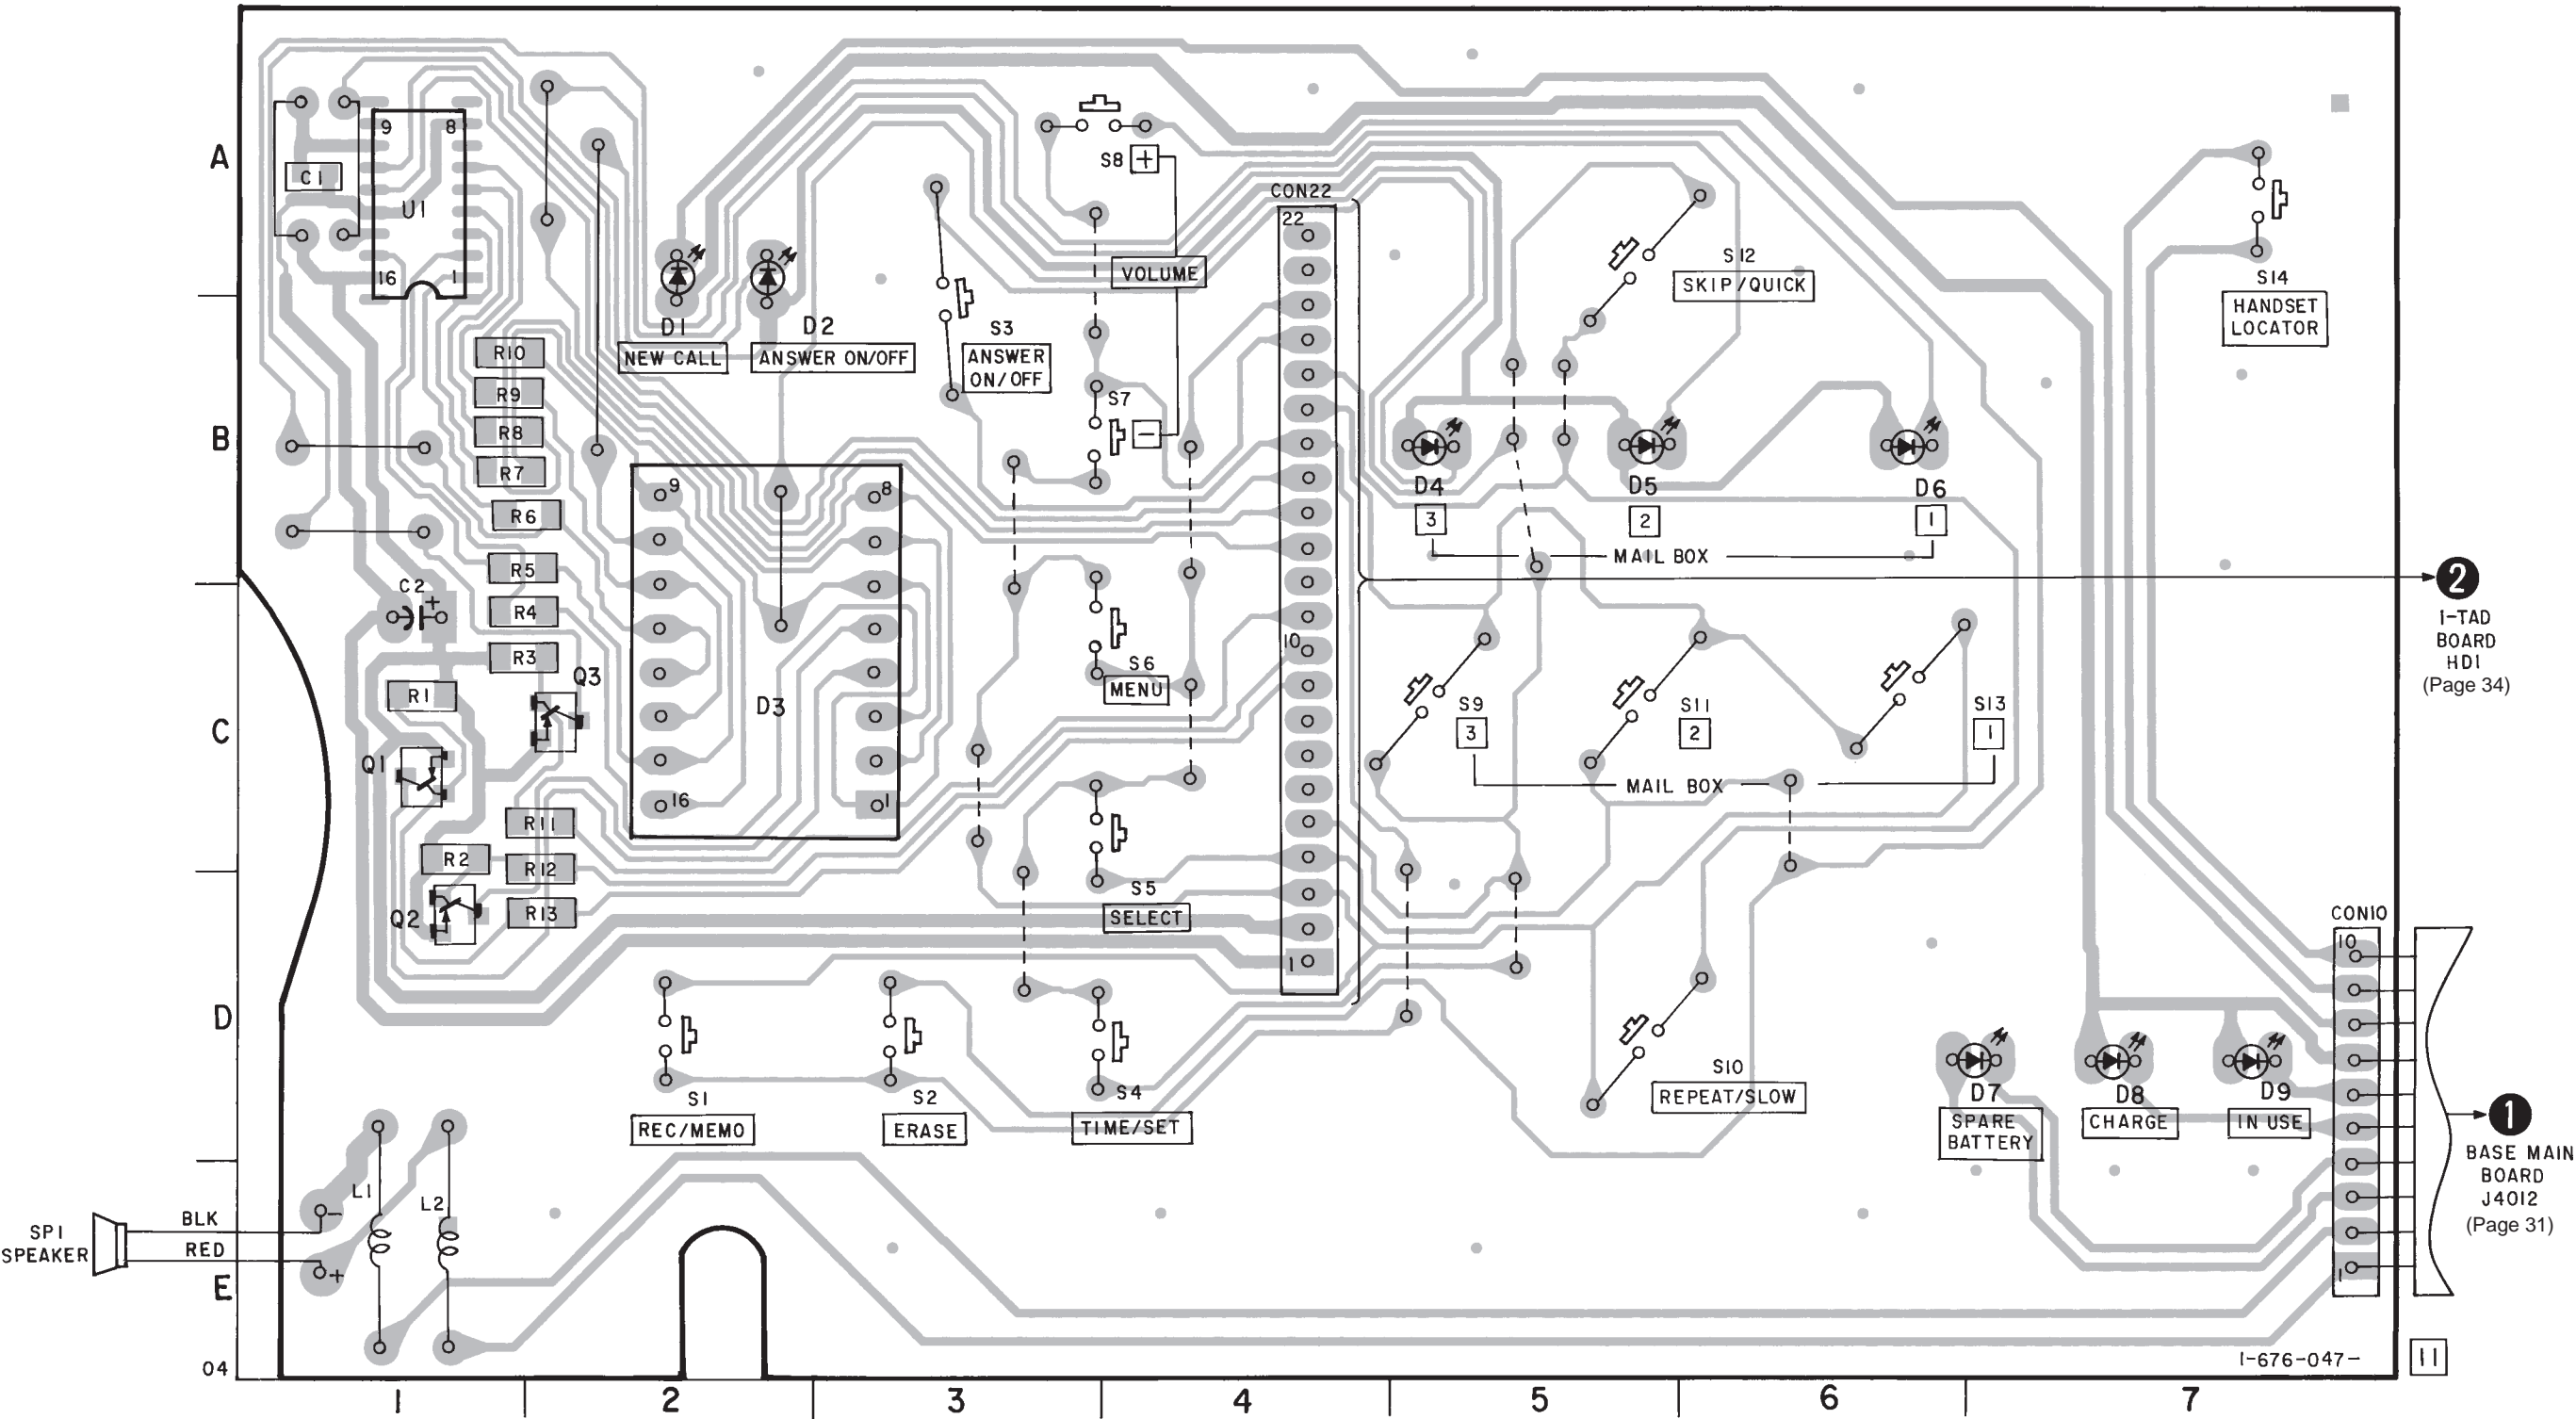 A
B
C
D
E
04
1
2
3
4
5
6
7
9
8
C1
U1
16
1
R10
R9
R8
R7
R6
R5
R4
R3
C2
+
R1
Q3
Q1
R11
R2
R12
Q2
R13
D1
NEW CALL
D2
ANSWER ON/OFF
S3
ANSWER
ON/OFF
S8
+
VOLUME
S7
−
9
8
D3
16
1
S6
MENU
S5
SELECT
S1
REC/MEMO
S2
ERASE
S4
TIME/SET
CON22
22
10
1
S12
SKIP/QUICK
S14
HANDSET
LOCATOR
D4
3
D5
2
D6
1
MAIL BOX
S9
3
S11
2
S13
1
MAIL BOX
S10
REPEAT/SLOW
D7
SPARE
BATTERY
D8
CHARGE
D9
IN USE
CON10
10
1
2
1-TAD
BOARD
HD1
(Page 34)
1
BASE MAIN
BOARD
J4012
(Page 31)
L1
L2
−
+
SP1
SPEAKER
BLK
RED
1-676-047-
11